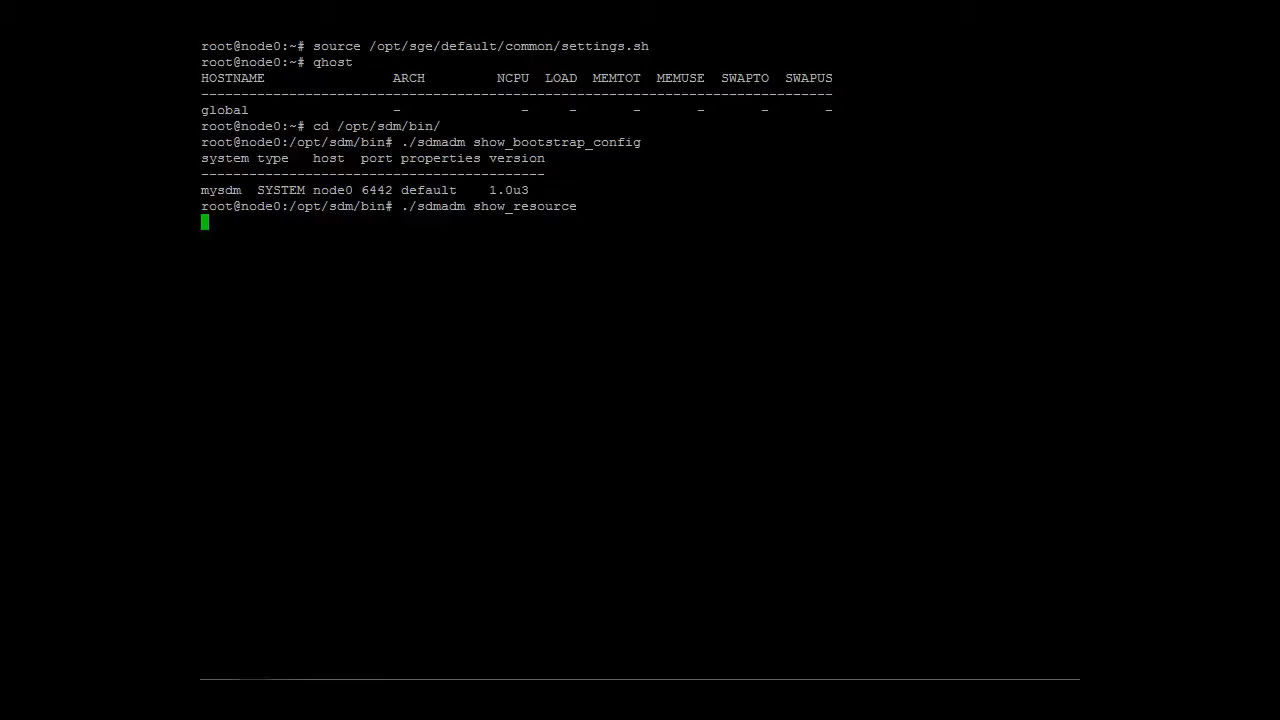 root@node0:~# source /opt/sge/default/common/settings.sh
root@node0:~# qhost
HOSTNAME                ARCH         NCPU  LOAD  MEMTOT  MEMUSE  SWAPTO  SWAPUS
-------------------------------------------------------------------------------
global                  -               -     -       -       -       -       -
root@node0:~# cd /opt/sdm/bin/
root@node0:/opt/sdm/bin# ./sdmadm show_bootstrap_config
system type   host  port properties version
-------------------------------------------
mysdm  SYSTEM node0 6442 default    1.0u3
root@node0:/opt/sdm/bin# ./sdmadm show_resource